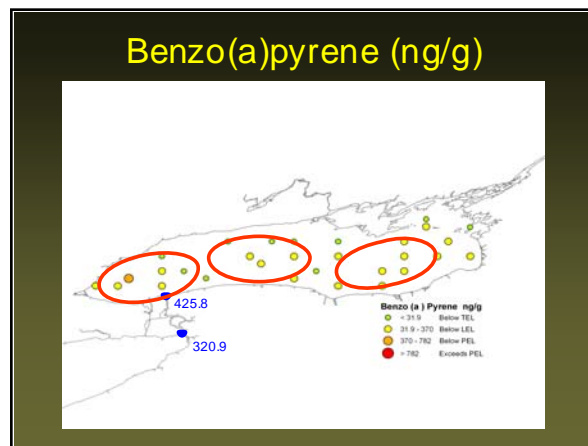 Benzo(a)pyrene (ng/g)
425.8
320.9
Benzo (a) Pyrene ng/g
< 31.9 Below TEL
31.9 - 370 Below LEL
370 - 782 Below PEL
> 782 Exceeds PEL